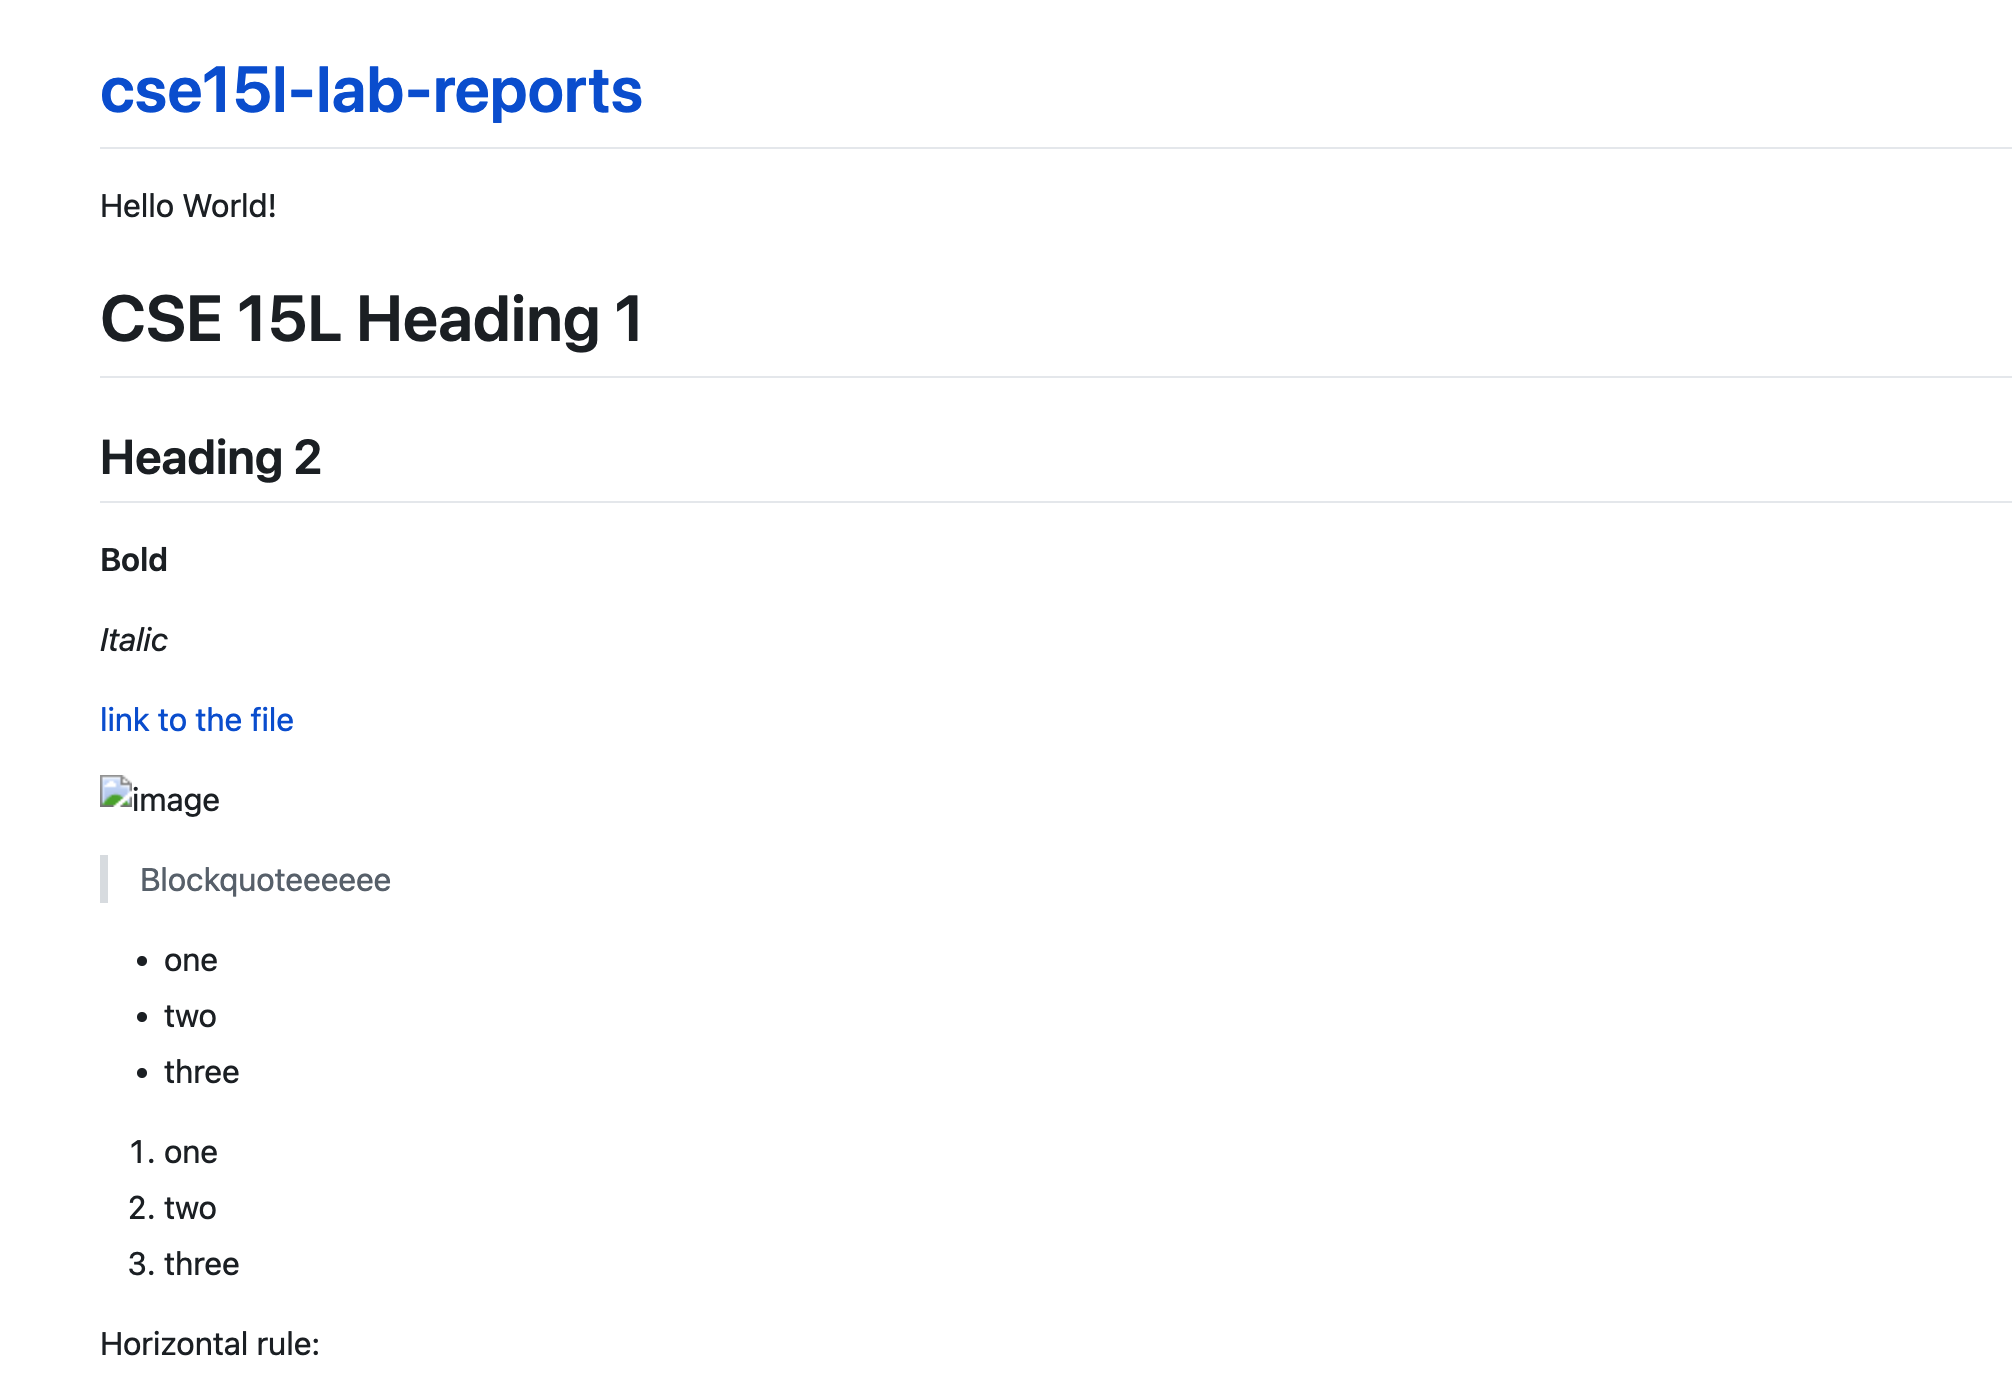 cse15l-lab-reports
Hello World!
CSE 15L Heading 1
Heading 2
Bold
Italic
link to the file
image
Blockquoteeeeee
• one
• two
• three
1. one
2. two
3. three
Horizontal rule: